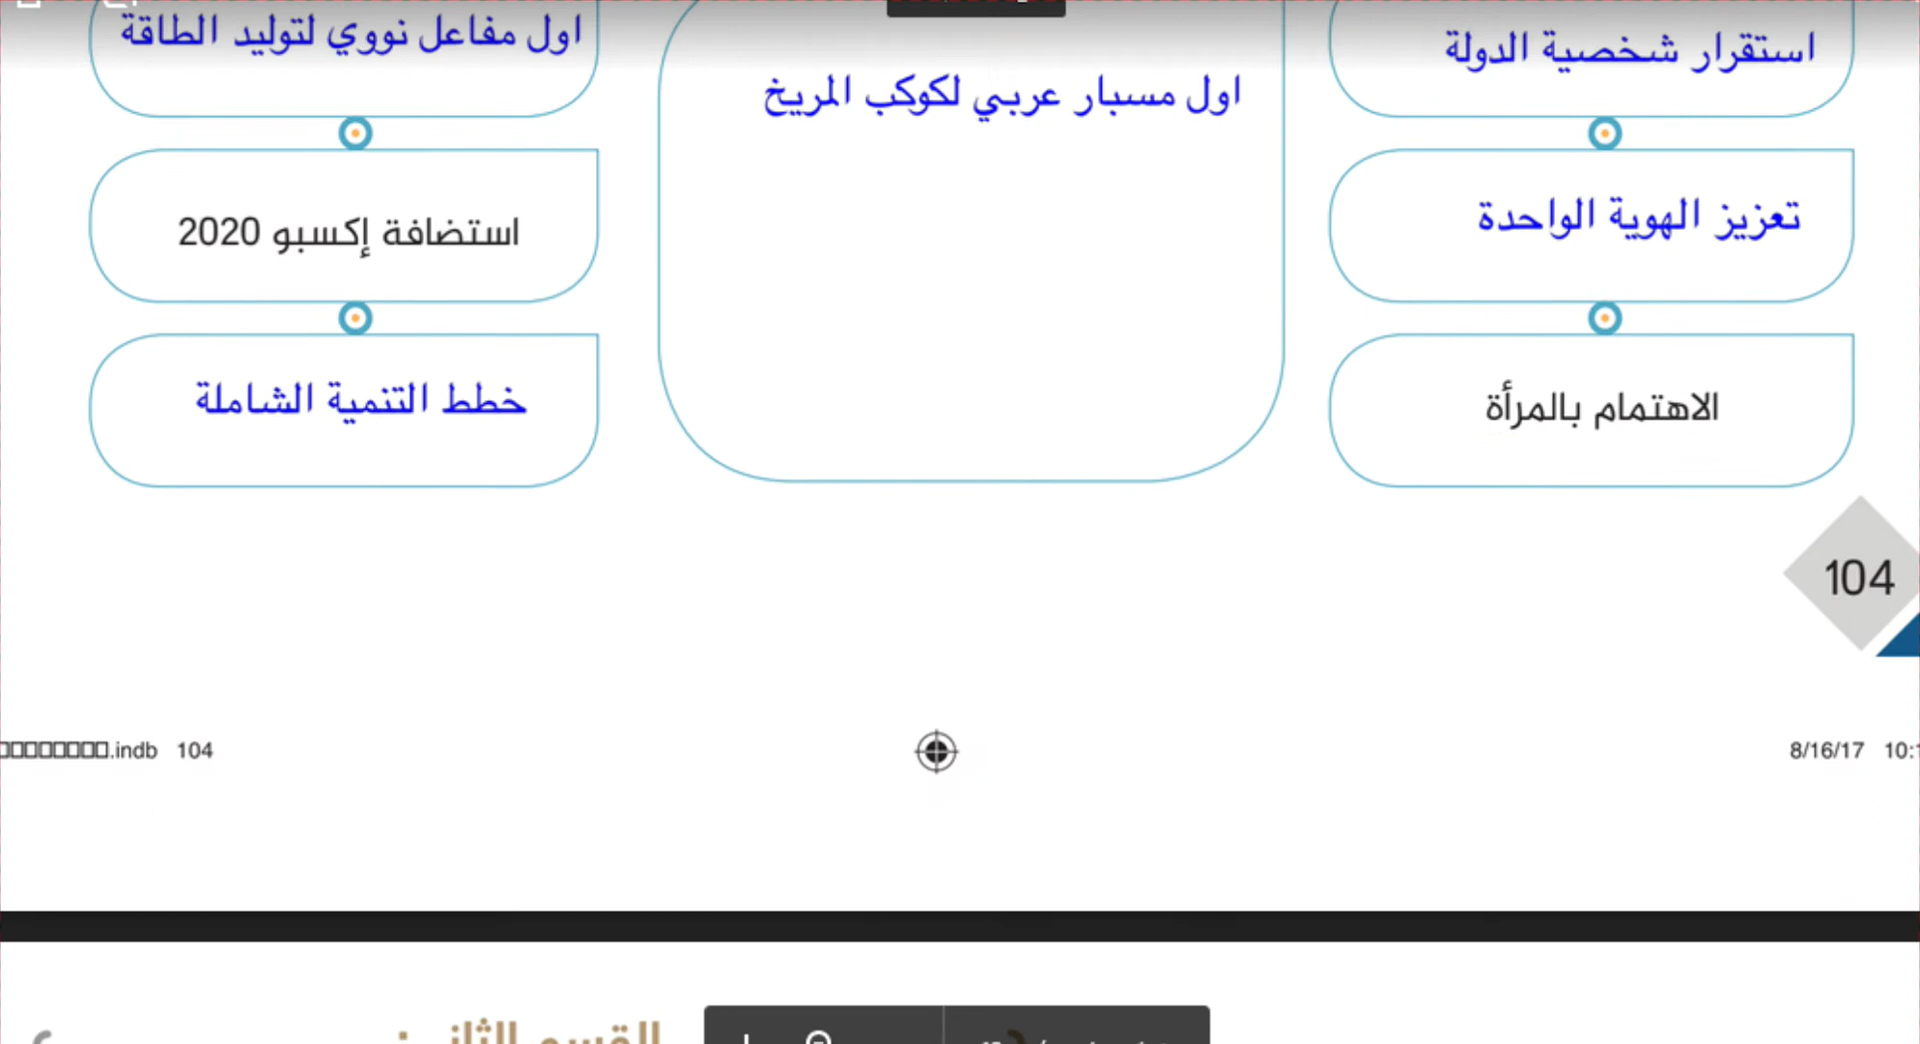 استقرار شخصية الدولة
تعزيز الهوية الواحدة
الاهتمام بالمرأة
اول مسبار عربي لكوكب المريخ
اول مفاعل نووي لتوليد الطاقة
استضافة إكسبو 2020
خطط التنمية الشاملة
104
.indb 104
8/16/17 10: